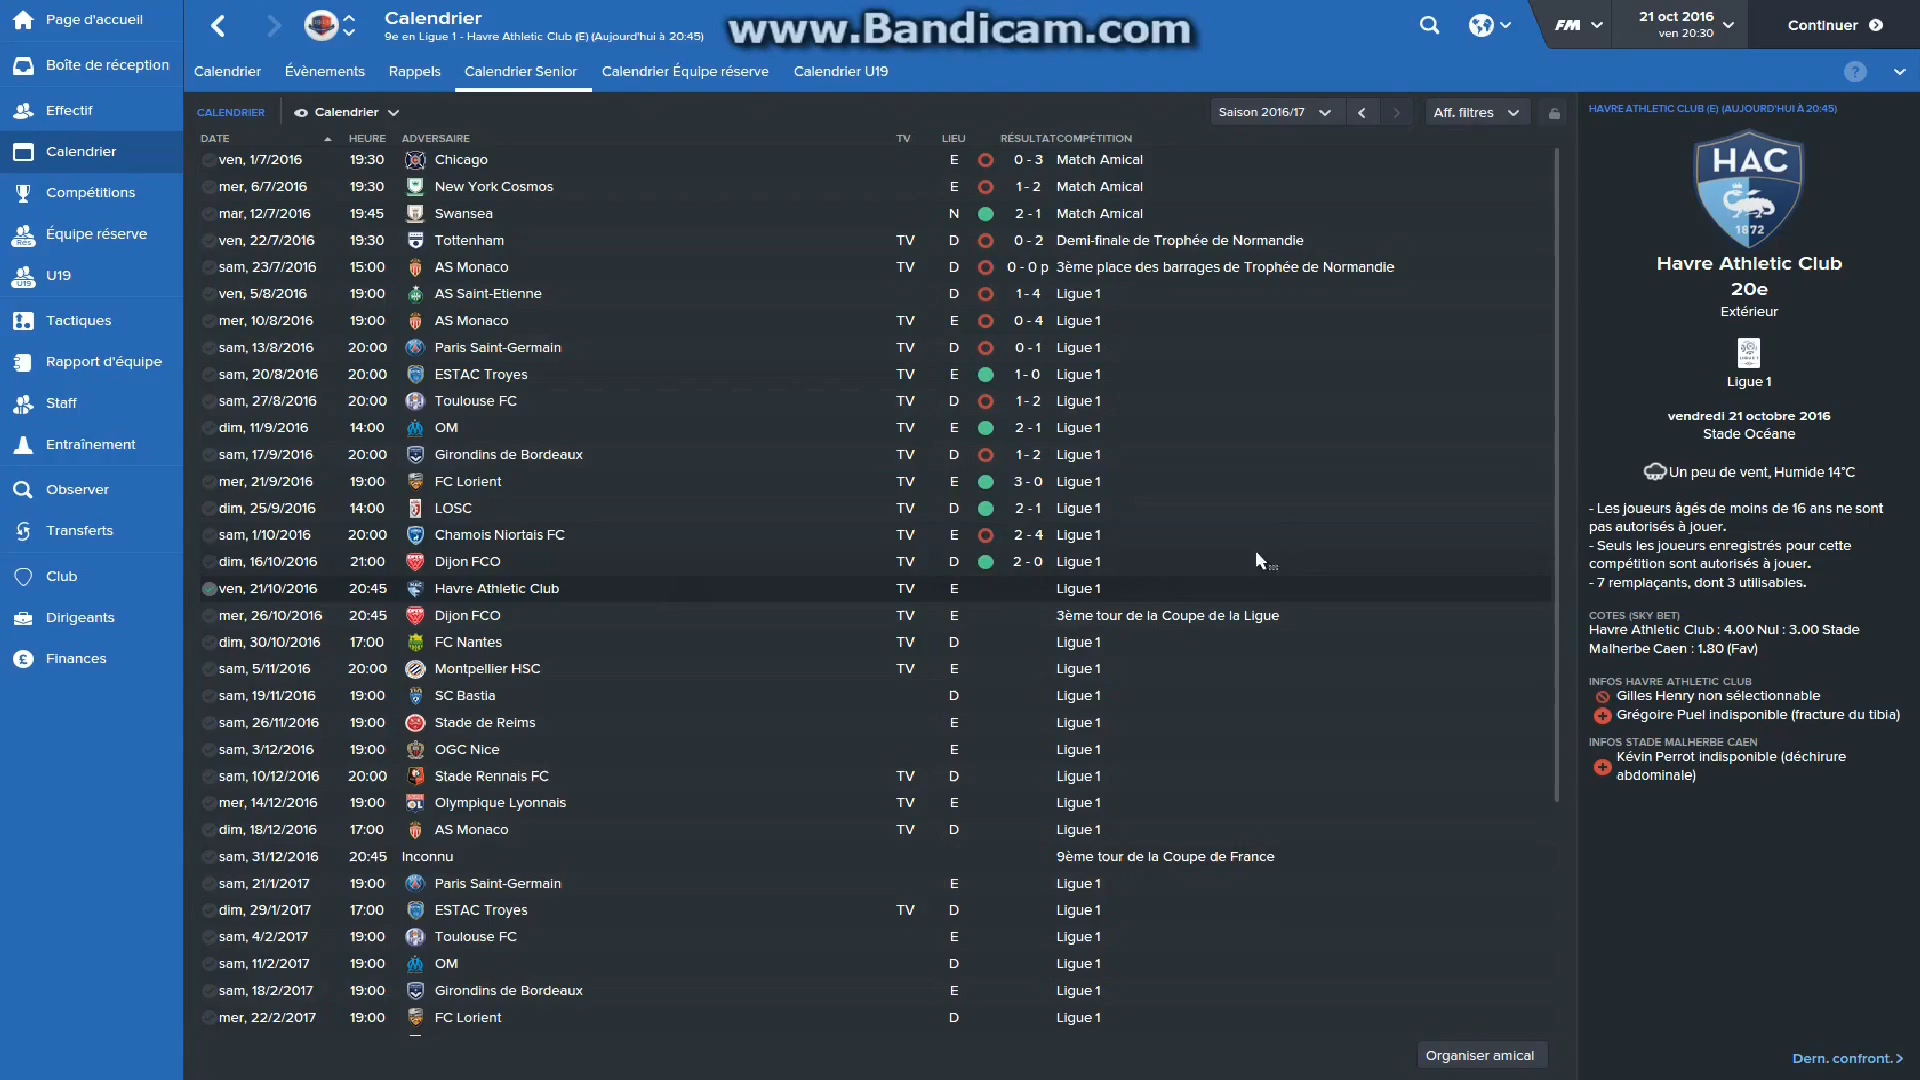 Page d'accueil
Boîte de réception
Effectif
Calendrier
Compétitions
Équipe réserve
U19
Tactiques
Rapport d'équipe
Staff
Entraînement
Observer
Transferts
Club
Dirigeants
Finances
Calendrier
9e en Ligue 1 - Havre Athletic Club (E) (Aujourd'hui à 20:45)
www.Bandicam.com
FM
21 oct 2016
ven 20:30
Continuer
Calendrier Évènements Rappels Calendrier Senior Calendrier Équipe réserve Calendrier U19
CALENDRIER Calendrier Saison 2016/17 Aff. filtres
DATE HEURE ADVERSAIRE TV LIEU RÉSULTAT COMPÉTITION
ven, 1/7/2016 19:30 Chicago E 0 - 3 Match Amical
mer, 6/7/2016 19:30 New York Cosmos E 1 - 2 Match Amical
mar, 12/7/2016 19:45 Swansea N 2 - 1 Match Amical
ven, 22/7/2016 19:30 Tottenham TV D 0 - 2 Demi-finale de Trophée de Normandie
sam, 23/7/2016 15:00 AS Monaco TV D 0 - 0 p 3ème place des barrages de Trophée de Normandie
ven, 5/8/2016 19:00 AS Saint-Etienne D 1 - 4 Ligue 1
mer, 10/8/2016 19:00 AS Monaco TV E 0 - 4 Ligue 1
sam, 13/8/2016 20:00 Paris Saint-Germain TV D 0 - 1 Ligue 1
sam, 20/8/2016 20:00 ESTAC Troyes TV E 1 - 0 Ligue 1
sam, 27/8/2016 20:00 Toulouse FC TV D 1 - 2 Ligue 1
dim, 11/9/2016 14:00 OM TV E 2 - 1 Ligue 1
sam, 17/9/2016 20:00 Girondins de Bordeaux TV D 1 - 2 Ligue 1
mer, 21/9/2016 19:00 FC Lorient TV E 3 - 0 Ligue 1
dim, 25/9/2016 14:00 LOSC TV D 2 - 1 Ligue 1
sam, 1/10/2016 20:00 Chamois Niortais FC TV E 2 - 4 Ligue 1
dim, 16/10/2016 21:00 Dijon FCO TV D 2 - 0 Ligue 1
ven, 21/10/2016 20:45 Havre Athletic Club TV E Ligue 1
mer, 26/10/2016 20:45 Dijon FCO TV E 3ème tour de la Coupe de la Ligue
dim, 30/10/2016 17:00 FC Nantes TV D Ligue 1
sam, 5/11/2016 20:00 Montpellier HSC TV E Ligue 1
sam, 19/11/2016 19:00 SC Bastia D Ligue 1
sam, 26/11/2016 19:00 Stade de Reims E Ligue 1
sam, 3/12/2016 19:00 OGC Nice E Ligue 1
sam, 10/12/2016 20:00 Stade Rennais FC TV D Ligue 1
mer, 14/12/2016 19:00 Olympique Lyonnais TV E Ligue 1
dim, 18/12/2016 17:00 AS Monaco TV D Ligue 1
sam, 31/12/2016 20:45 Inconnu 9ème tour de la Coupe de France
sam, 21/1/2017 19:00 Paris Saint-Germain E Ligue 1
dim, 29/1/2017 17:00 ESTAC Troyes TV D Ligue 1
sam, 4/2/2017 19:00 Toulouse FC E Ligue 1
sam, 11/2/2017 19:00 OM D Ligue 1
sam, 18/2/2017 19:00 Girondins de Bordeaux E Ligue 1
mer, 22/2/2017 19:00 FC Lorient D Ligue 1
Organiser amical
HAVRE ATHLETIC CLUB (E) (AUJOURD'HUI À 20:45)
HAC
1872
Havre Athletic Club
20e
Extérieur
Ligue 1
vendredi 21 octobre 2016
Stade Océane
Un peu de vent, Humide 14°C
- Les joueurs âgés de moins de 16 ans ne sont
pas autorisés à jouer.
- Seuls les joueurs enregistrés pour cette
compétition sont autorisés à jouer.
- 7 remplaçants, dont 3 utilisables.
COTES (SKY BET)
Havre Athletic Club : 4.00 Nul : 3.00 Stade
Malherbe Caen : 1.80 (Fav)
INFOS HAVRE ATHLETIC CLUB
Gilles Henry non sélectionnable
Grégoire Puel indisponible (fracture du tibia)
INFOS STADE MALHERBE CAEN
Kévin Perrot indisponible (déchirure
abdominale)
Dern. confront. >